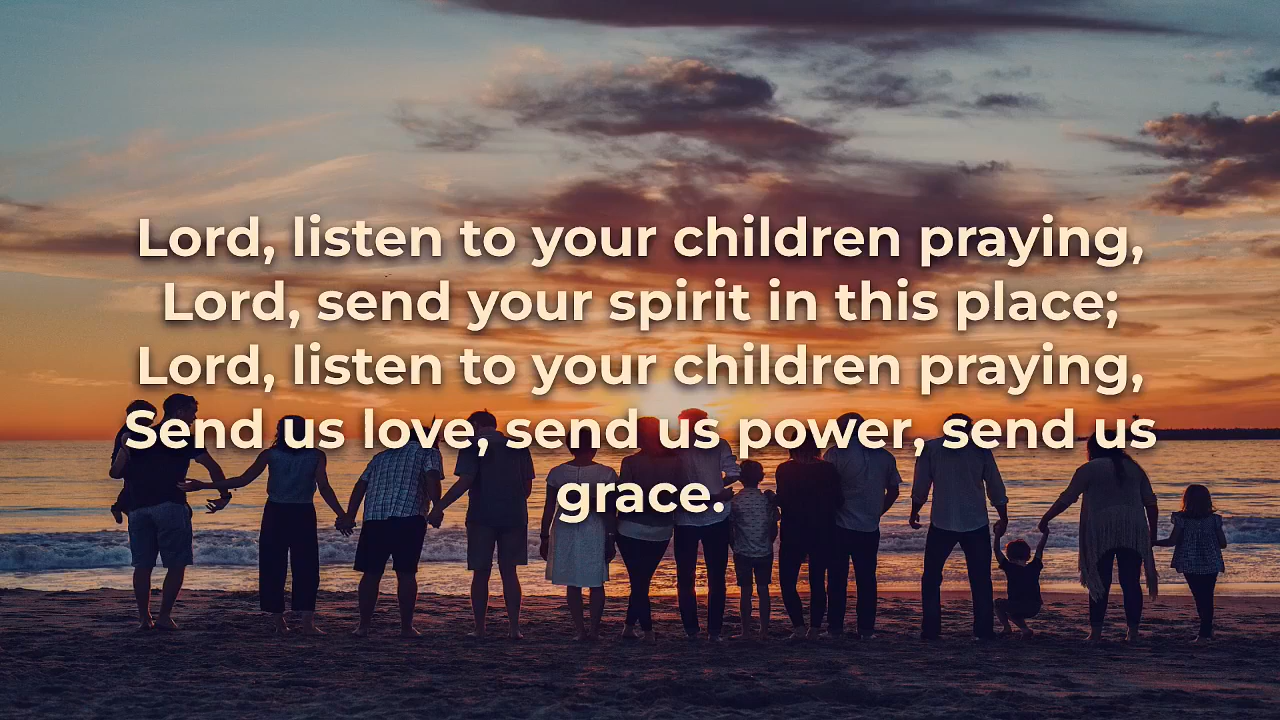 Lord, listen to your children praying,
Lord, send your spirit in this place;
Lord, listen to your children praying,
Send us love, send us power, send us
grace.